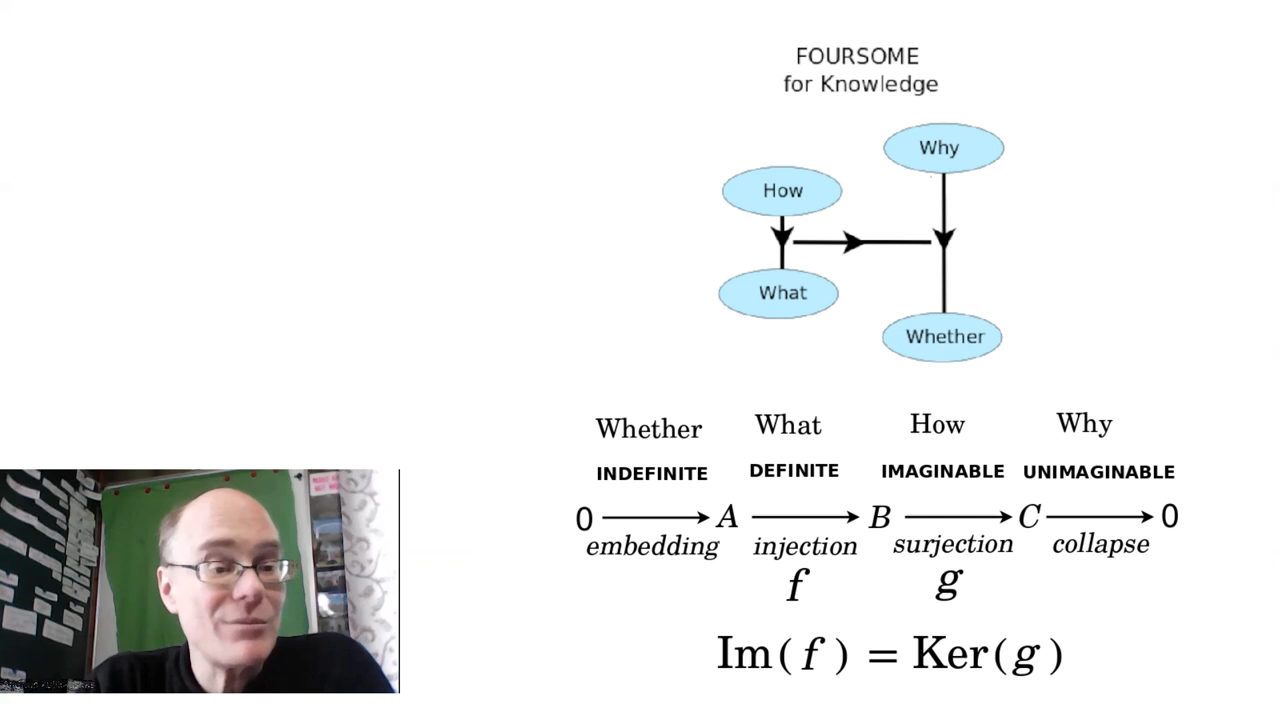 FOURSOME
for Knowledge
Why
How
What
Whether
Whether What How Why
INDEFINITE DEFINITE IMAGINABLE UNIMAGINABLE
0 A B C 0
embedding injection surjection collapse
f g
Im(f) = Ker(g)